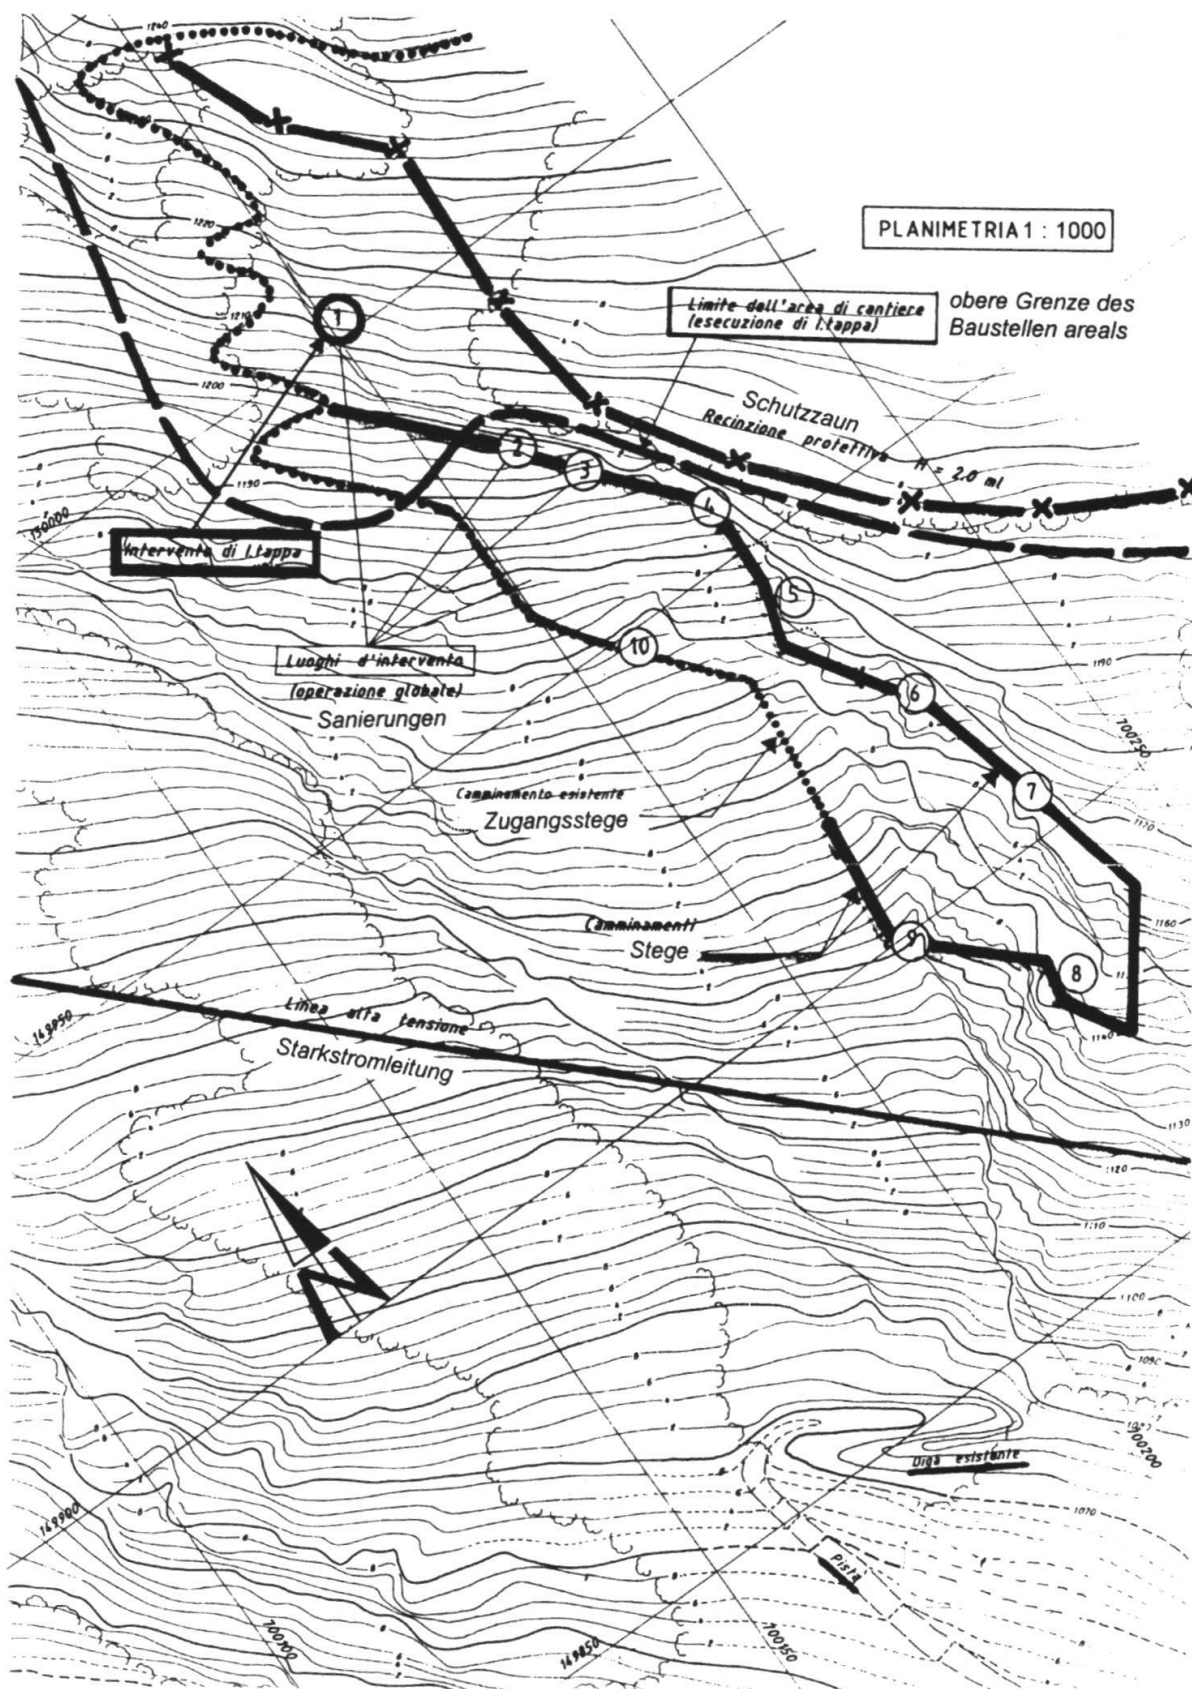 1240
1220
PLANIMETRIA 1 : 1000
1210
1
Limite dell'area di cantiere
(esecuzione di I.tappa)
obere Grenze des
Baustellen areals
1200
Schutzzaun
Recinzione protettiva H = 2.0 ml
2
3
4
1190
Intervento di I.tappa
5
10
Luoghi d'intervento
(operazione globale)
Sanierungen
6
1190
700250
7
Camminamento esistente
Zugangsstege
1170
Camminamenti
Stege
9
8
1160
1140
149950
Linea alta tensione
Starkstromleitung
1130
1120
1110
N
1100
1090
700200
Diga esistente
1070
149900
Pista
700100
149850
700150